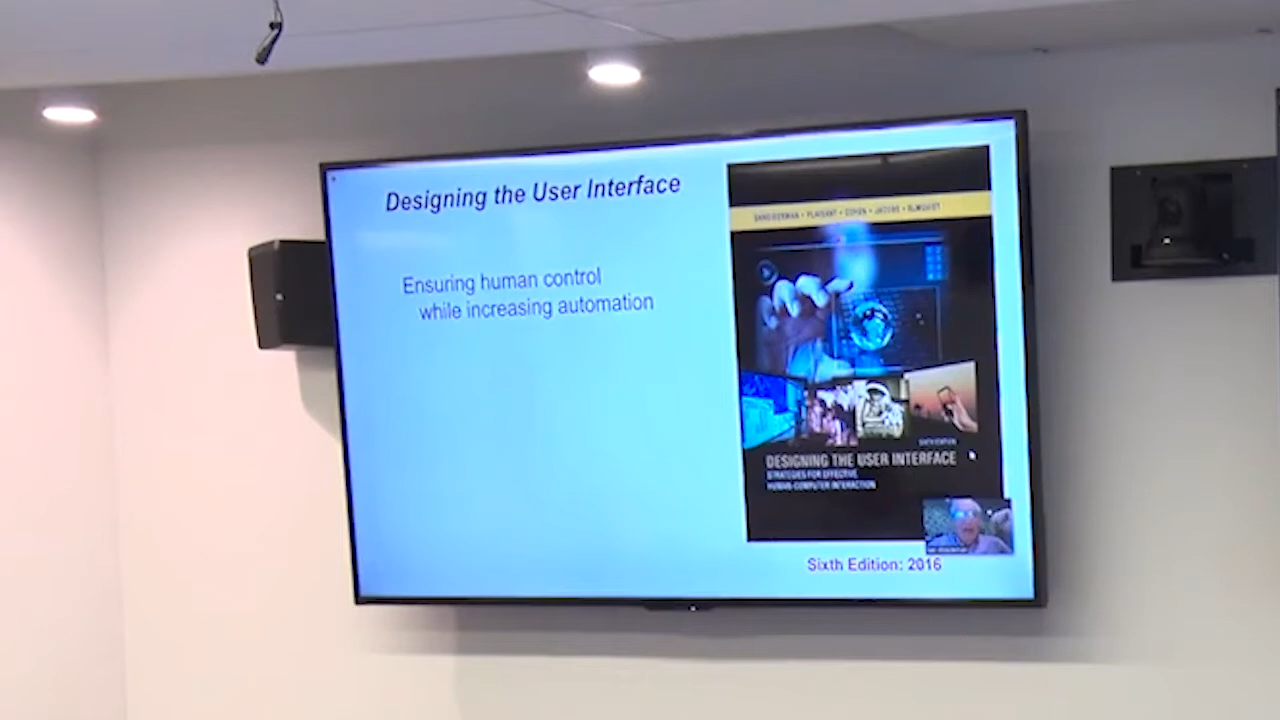 Designing the User Interface
Ensuring human control
while increasing automation
SHNEIDERMAN • PLAISANT • COHEN • JACOBS • ELMQVIST
SIXTH EDITION
DESIGNING THE USER INTERFACE
STRATEGIES FOR EFFECTIVE
HUMAN-COMPUTER INTERACTION
Sixth Edition: 2016